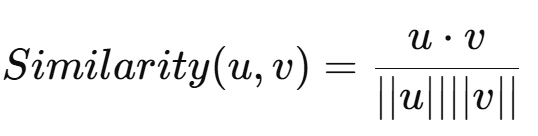 Similarity(u, v) = u · v / ||u||||v||